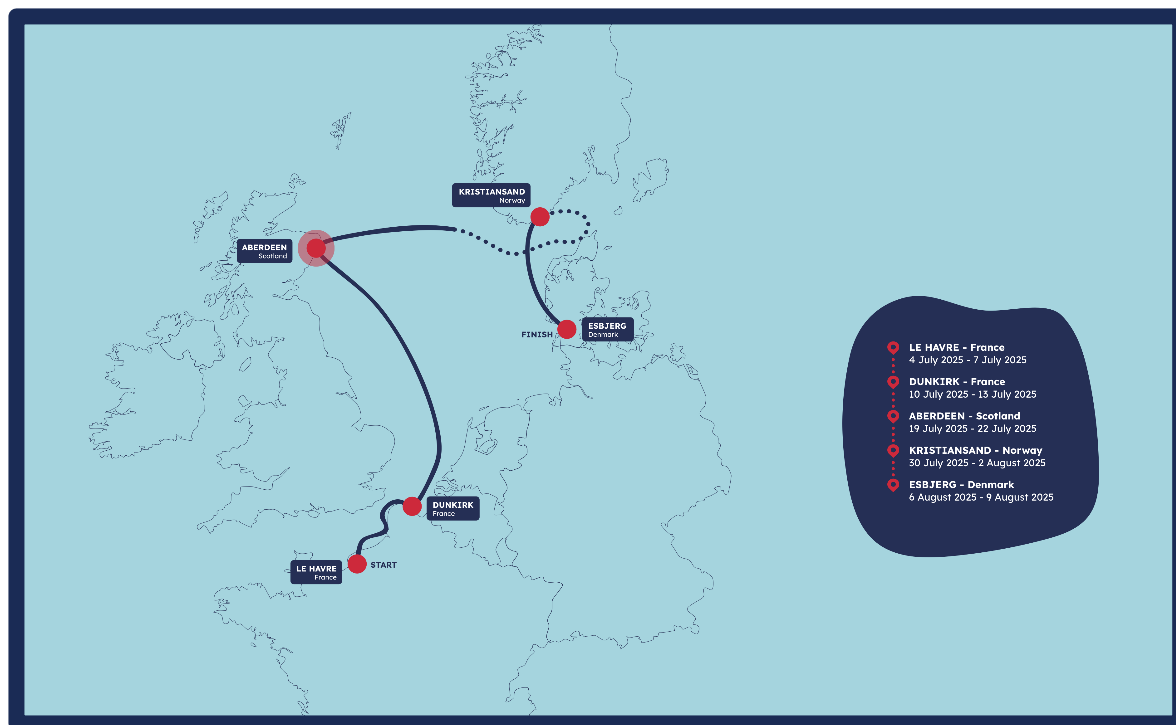 KRISTIANSAND
Norway
ABERDEEN
Scotland
ESBJERG
Denmark
FINISH
DUNKIRK
France
LE HAVRE
France
START
LE HAVRE - France
4 July 2025 - 7 July 2025
DUNKIRK - France
10 July 2025 - 13 July 2025
ABERDEEN - Scotland
19 July 2025 - 22 July 2025
KRISTIANSAND - Norway
30 July 2025 - 2 August 2025
ESBJERG - Denmark
6 August 2025 - 9 August 2025